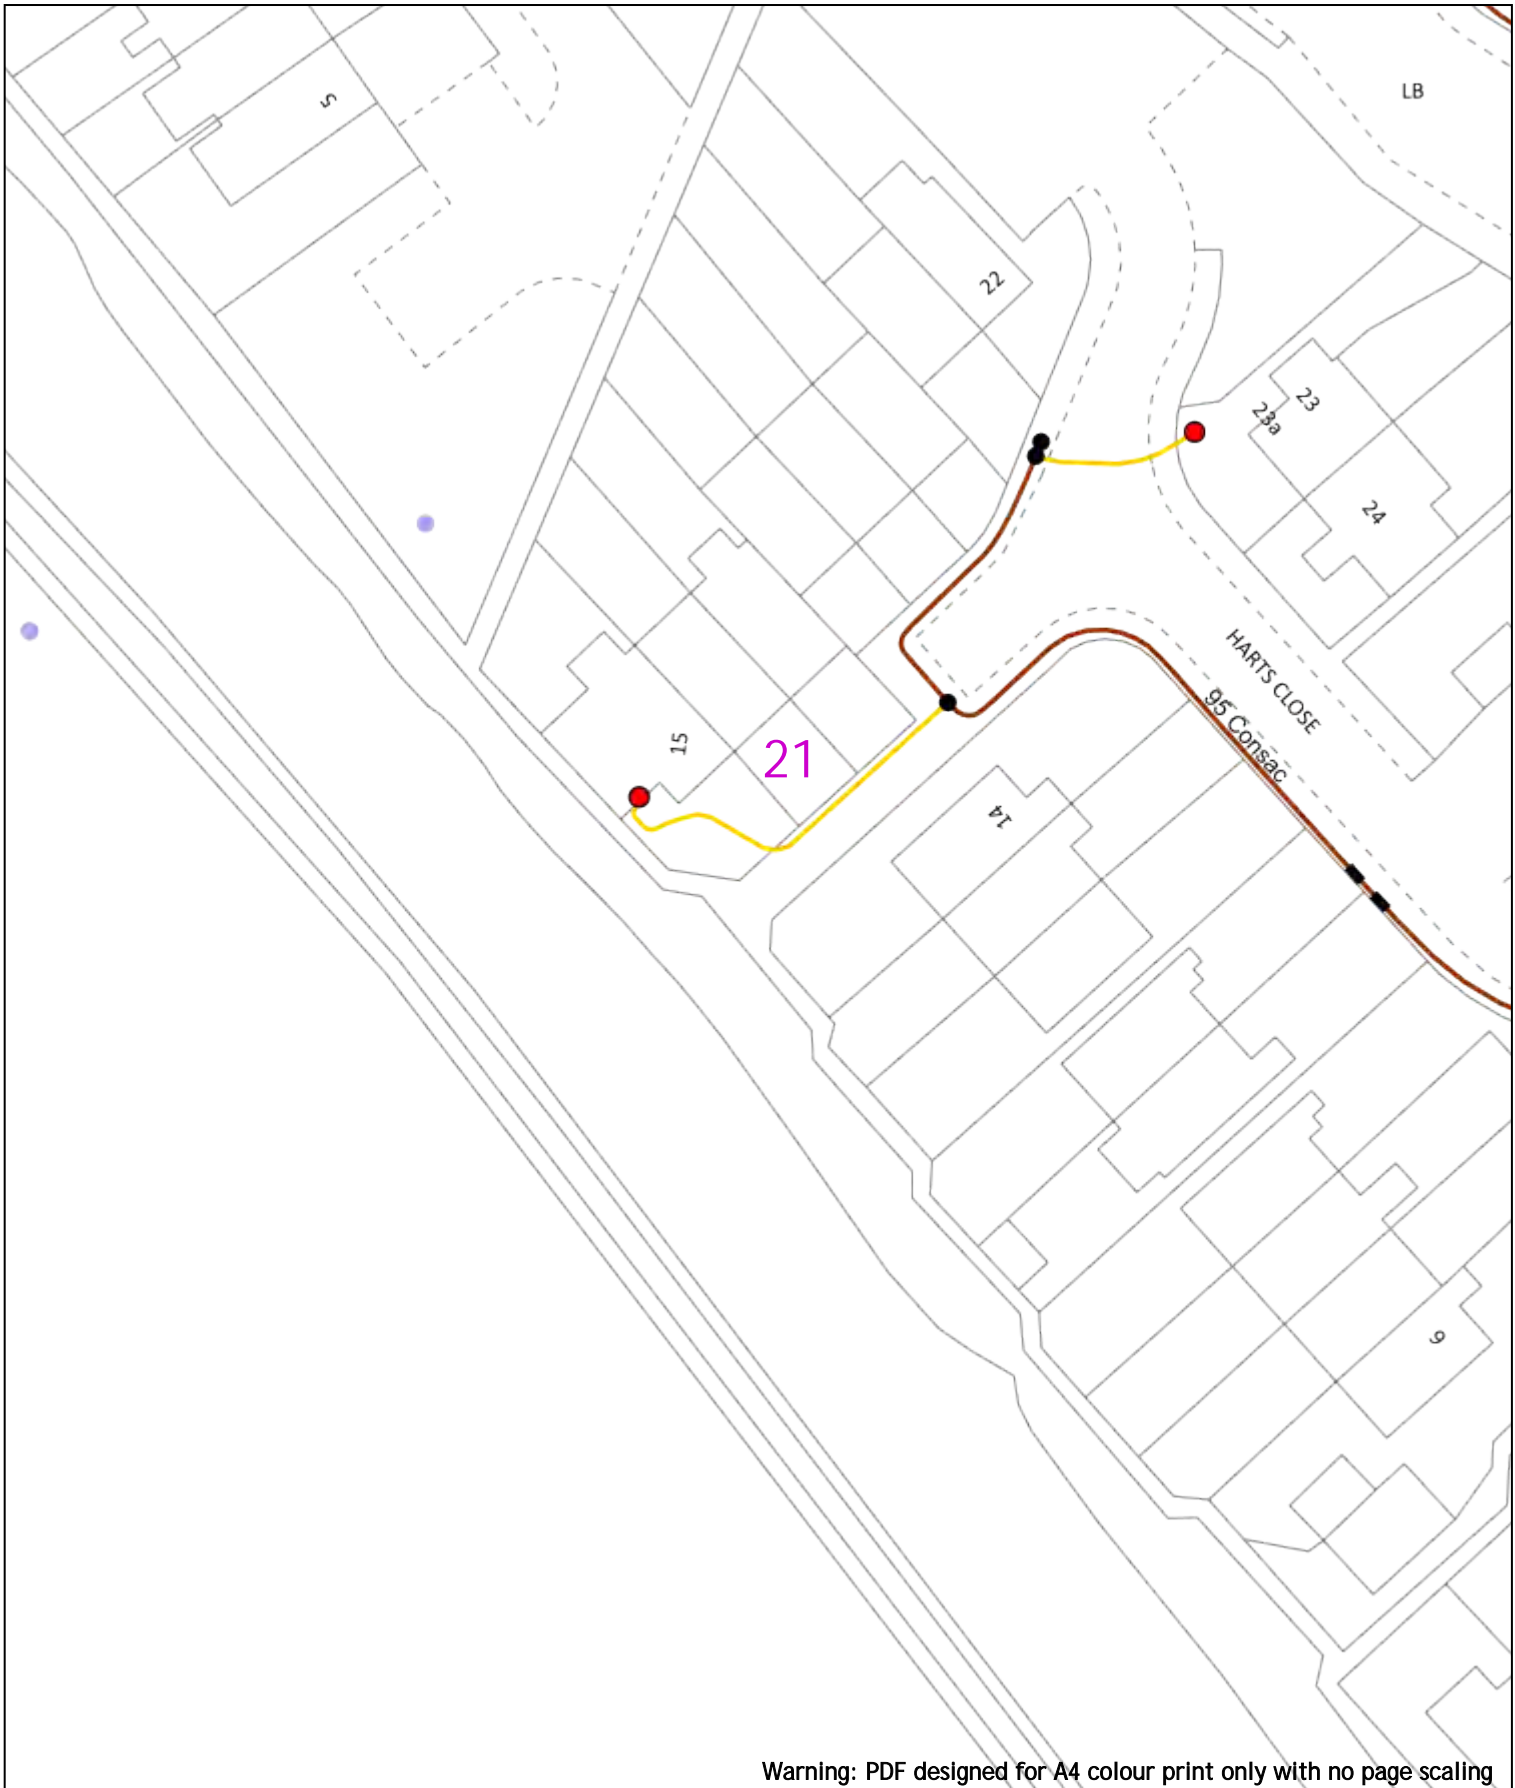 LB
5
22
23
23a
24
HARTS CLOSE
95 Consac
15
21
14
9
Warning: PDF designed for A4 colour print only with no page scaling